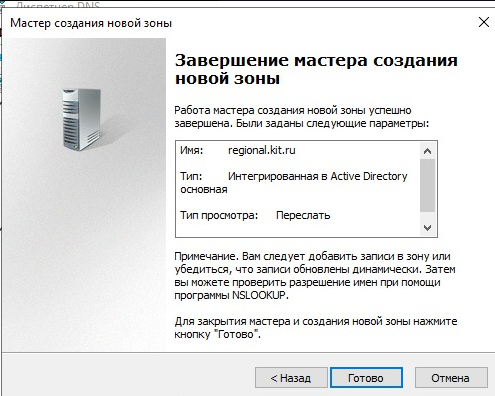 Диспетчер DNS
Мастер создания новой зоны
Завершение мастера создания
новой зоны
Работа мастера создания новой зоны успешно
завершена. Были заданы следующие параметры:
Имя: regional.kit.ru
Тип: Интегрированная в Active Directory
основная
Тип просмотра: Переслать
Примечание. Вам следует добавить записи в зону или
убедиться, что записи обновлены динамически. Затем
вы можете проверить разрешение имен при помощи
программы NSLOOKUP.
Для закрытия мастера и создания новой зоны нажмите
кнопку "Готово".
< Назад Готово Отмена